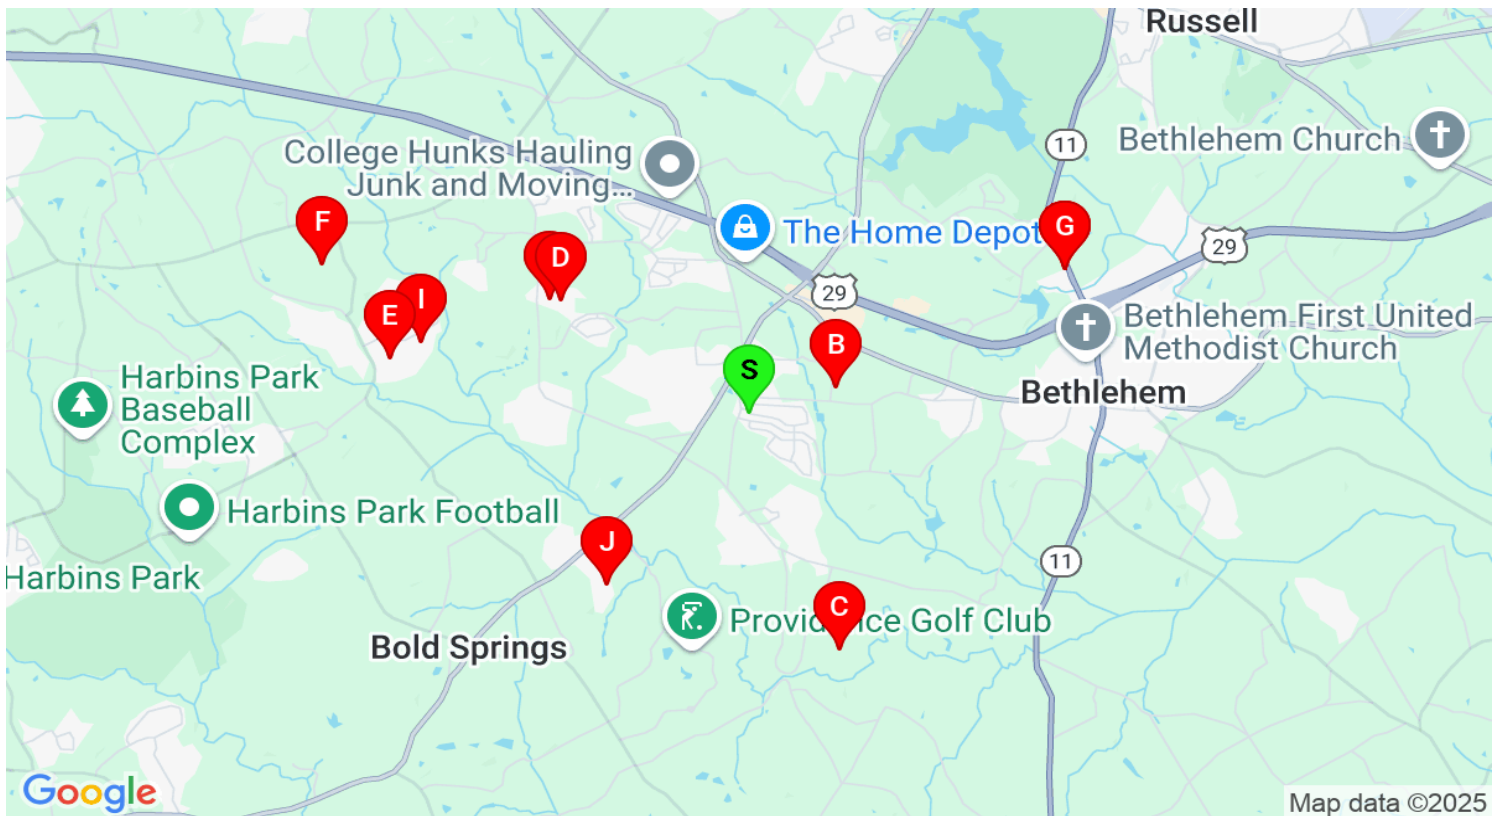 Russell
11
Bethlehem Church
College Hunks Hauling
Junk and Moving...
F
G
The Home Depot
29
D
29
I
E
B
Bethlehem First United
Methodist Church
S
Harbins Park
Baseball
Complex
Bethlehem
Harbins Park Football
J
11
Harbins Park
C
Providence Golf Club
Bold Springs
Google
Map data ©2025